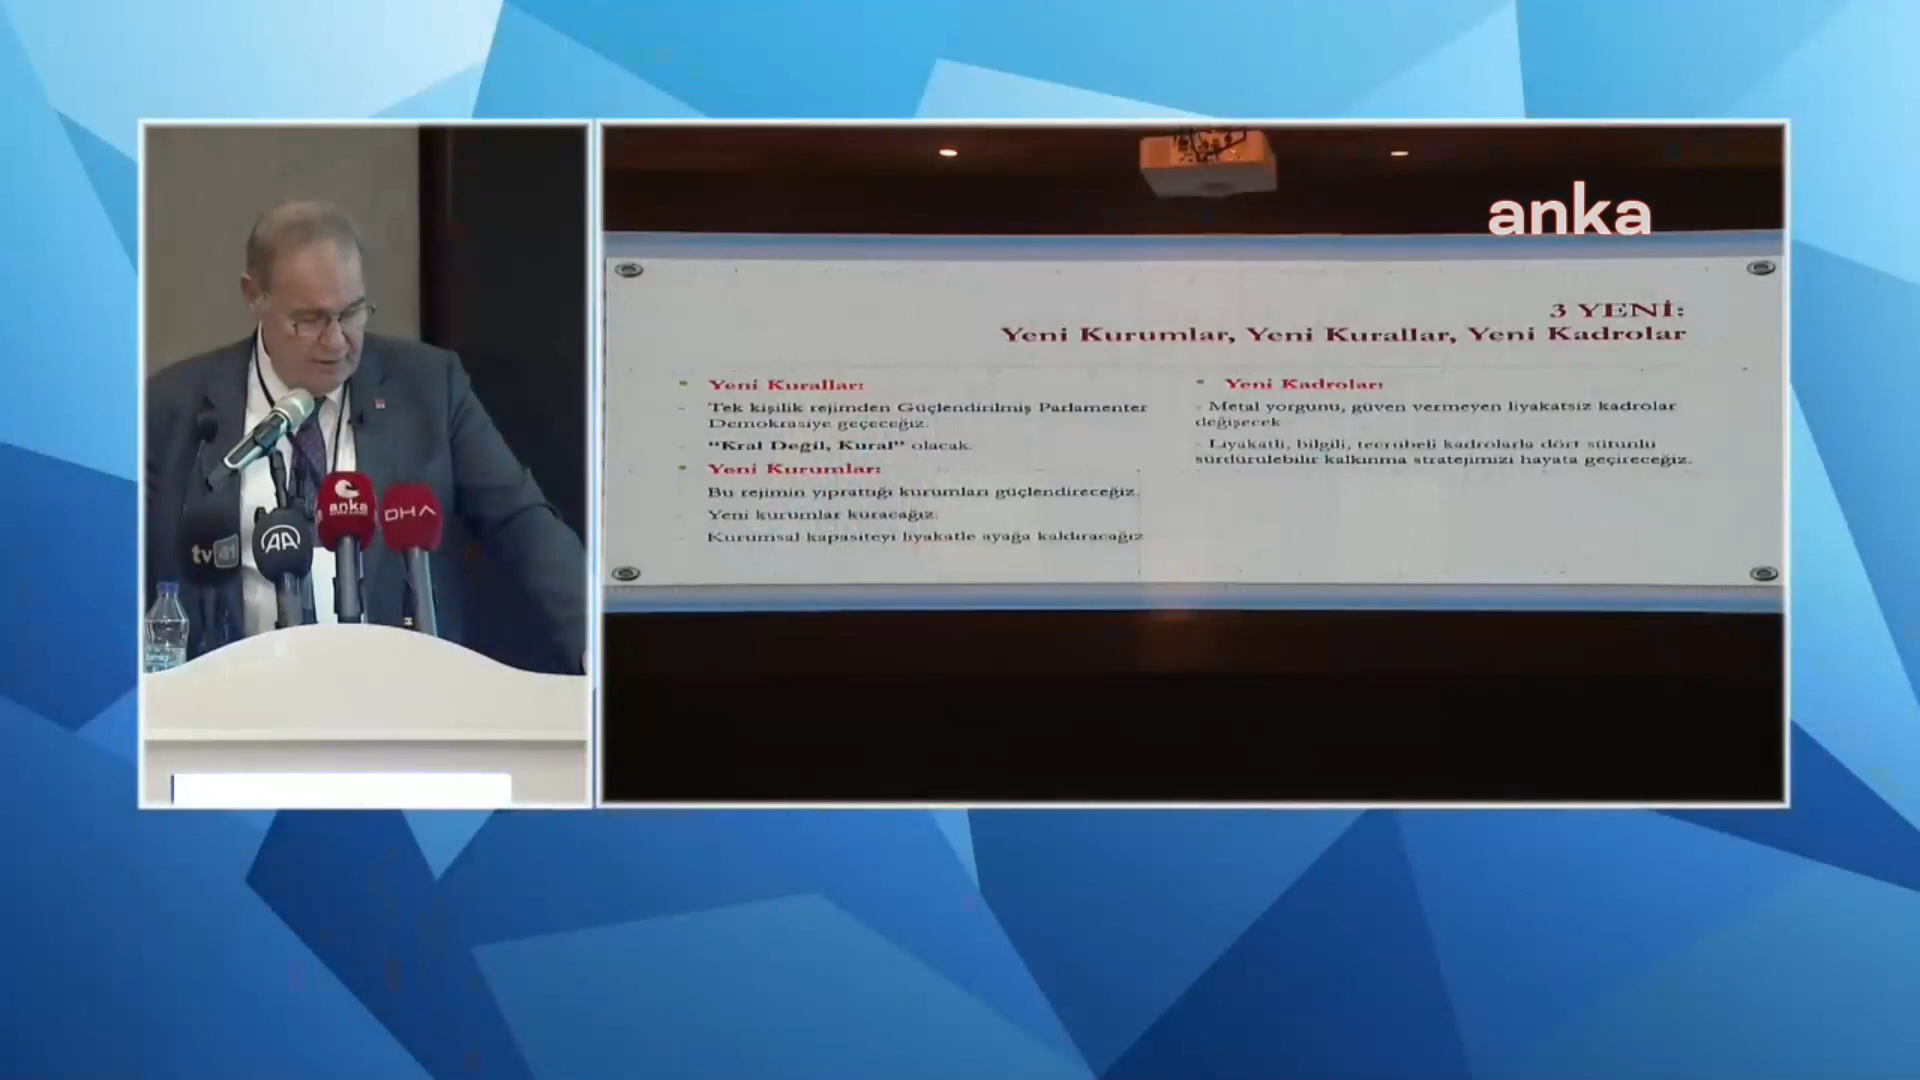 anka
3 YENİ:
Yeni Kurumlar, Yeni Kurallar, Yeni Kadrolar
Yeni Kurallar:
- Tek kişilik rejimden Güçlendirilmiş Parlamenter
Demokrasiye geçeceğiz.
- “Kral Değil, Kural” olacak.
Yeni Kurumlar:
- Bu rejimin yıprattığı kurumları güçlendireceğiz.
- Yeni kurumlar kuracağız.
- Kurumsal kapasiteyi liyakatle ayağa kaldıracağız
Yeni Kadrolar:
- Metal yorgunu, güven vermeyen liyakatsiz kadrolar
değişecek
- Liyakatli, bilgili, tecrübeli kadrolarla dört sütunlu
sürdürülebilir kalkınma stratejimizi hayata geçireceğiz.
tv41
AA
anka
DHA